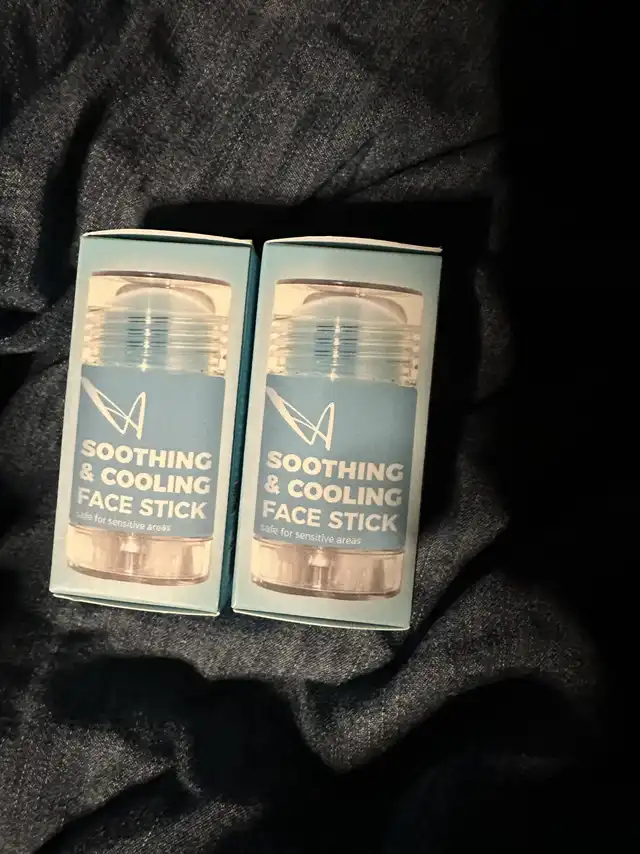 SOOTHING
& COOLING
FACE STICK
safe for sensitive areas
SOOTHING
& COOLING
FACE STICK
safe for sensitive areas